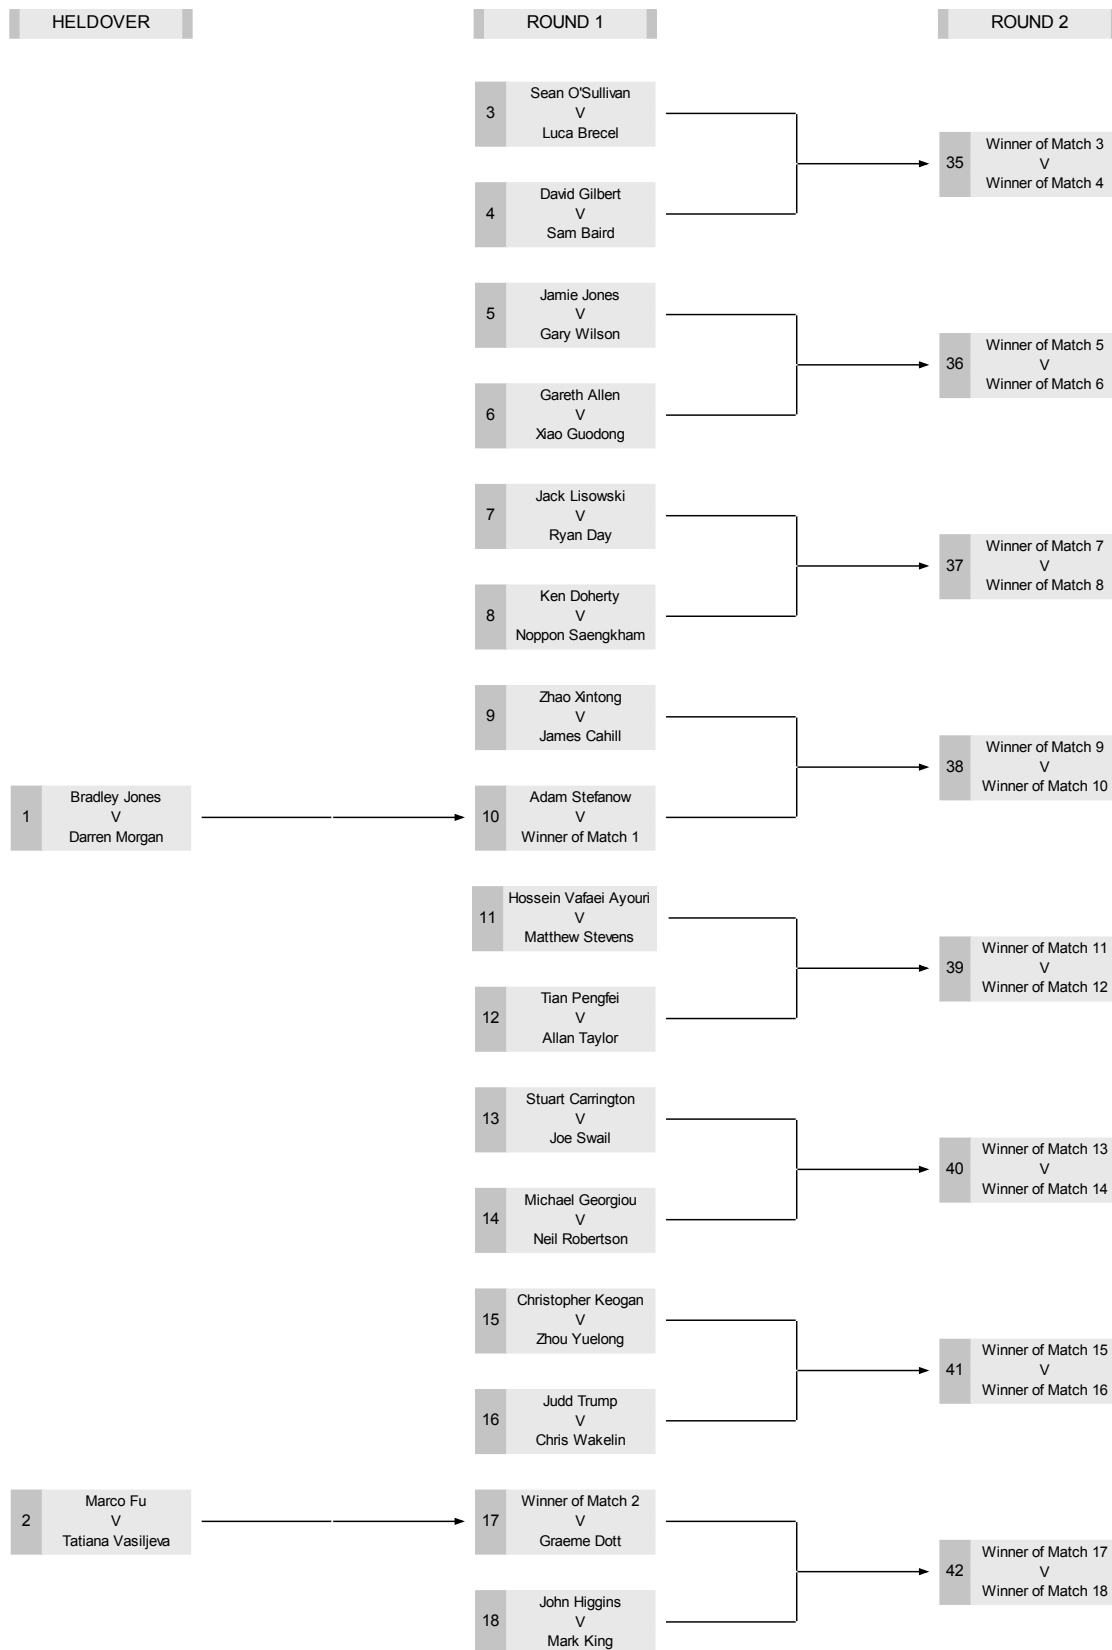 HELDOVER
ROUND 1
ROUND 2
3
Sean O'Sullivan
V
Luca Brecel
4
David Gilbert
V
Sam Baird
35
Winner of Match 3
V
Winner of Match 4
5
Jamie Jones
V
Gary Wilson
6
Gareth Allen
V
Xiao Guodong
36
Winner of Match 5
V
Winner of Match 6
7
Jack Lisowski
V
Ryan Day
8
Ken Doherty
V
Noppon Saengkham
37
Winner of Match 7
V
Winner of Match 8
9
Zhao Xintong
V
James Cahill
1
Bradley Jones
V
Darren Morgan
10
Adam Stefanow
V
Winner of Match 1
38
Winner of Match 9
V
Winner of Match 10
11
Hossein Vafaei Ayouri
V
Matthew Stevens
12
Tian Pengfei
V
Allan Taylor
39
Winner of Match 11
V
Winner of Match 12
13
Stuart Carrington
V
Joe Swail
14
Michael Georgiou
V
Neil Robertson
40
Winner of Match 13
V
Winner of Match 14
15
Christopher Keogan
V
Zhou Yuelong
16
Judd Trump
V
Chris Wakelin
41
Winner of Match 15
V
Winner of Match 16
2
Marco Fu
V
Tatiana Vasiljeva
17
Winner of Match 2
V
Graeme Dott
18
John Higgins
V
Mark King
42
Winner of Match 17
V
Winner of Match 18